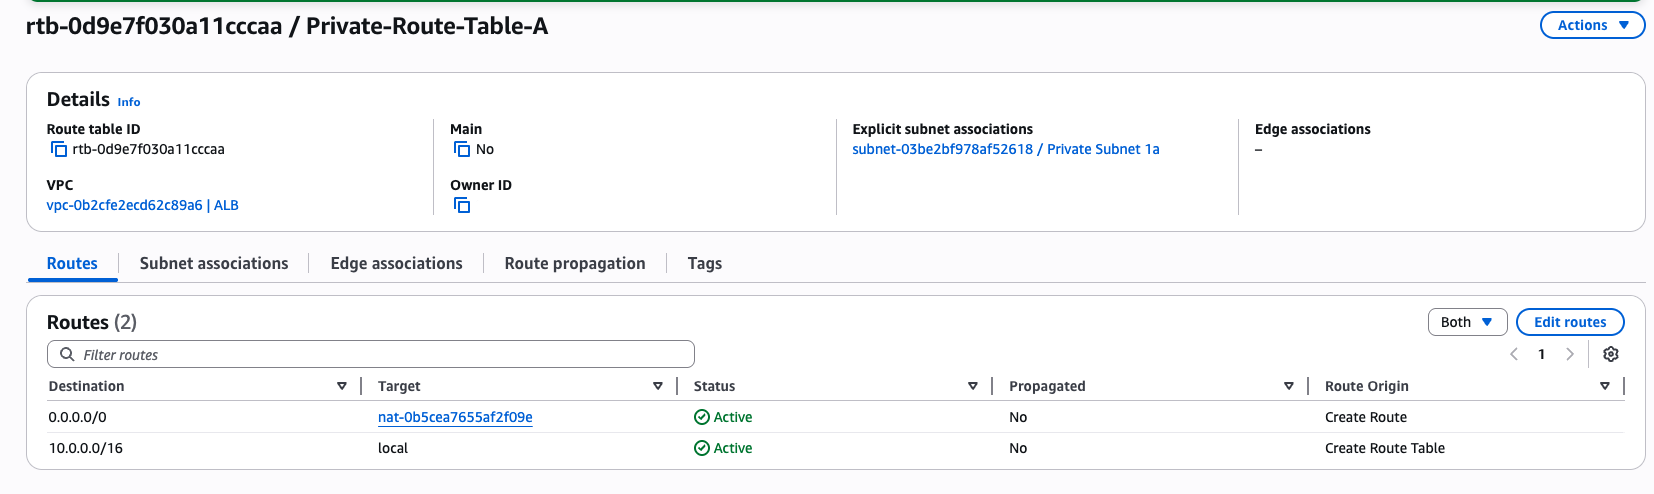 rtb-0d9e7f030a11cccaa / Private-Route-Table-A
Actions
Details Info
Route table ID
rtb-0d9e7f030a11cccaa
Main
No
Explicit subnet associations
subnet-03be2bf978af52618 / Private Subnet 1a
Edge associations
–
VPC
vpc-0b2cfe2ecd62c89a6 | ALB
Owner ID
Routes
Subnet associations
Edge associations
Route propagation
Tags
Routes (2)
Both
Edit routes
Filter routes
1
Destination Target Status Propagated Route Origin
0.0.0.0/0 nat-0b5cea7655af2f09e Active No Create Route
10.0.0.0/16 local Active No Create Route Table